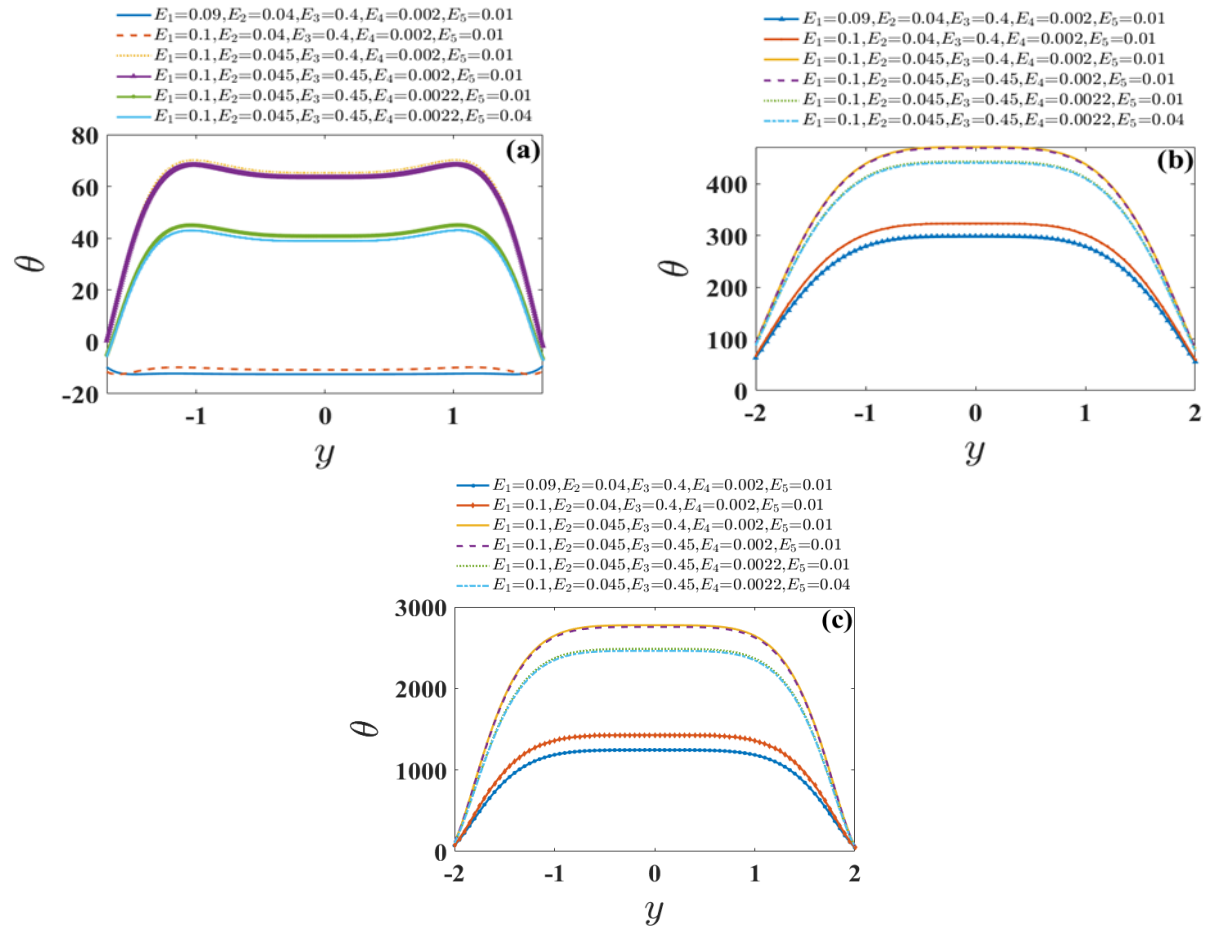 E₁=0.09,E₂=0.04,E₃=0.4,E₄=0.002,E₅=0.01
E₁=0.1,E₂=0.04,E₃=0.4,E₄=0.002,E₅=0.01
E₁=0.1,E₂=0.045,E₃=0.4,E₄=0.002,E₅=0.01
E₁=0.1,E₂=0.045,E₃=0.45,E₄=0.002,E₅=0.01
E₁=0.1,E₂=0.045,E₃=0.45,E₄=0.0022,E₅=0.01
E₁=0.1,E₂=0.045,E₃=0.45,E₄=0.0022,E₅=0.04
(a)
80
60
40
20
0
-20
θ
-1 0 1
y
E₁=0.09,E₂=0.04,E₃=0.4,E₄=0.002,E₅=0.01
E₁=0.1,E₂=0.04,E₃=0.4,E₄=0.002,E₅=0.01
E₁=0.1,E₂=0.045,E₃=0.4,E₄=0.002,E₅=0.01
E₁=0.1,E₂=0.045,E₃=0.45,E₄=0.002,E₅=0.01
E₁=0.1,E₂=0.045,E₃=0.45,E₄=0.0022,E₅=0.01
E₁=0.1,E₂=0.045,E₃=0.45,E₄=0.0022,E₅=0.04
(b)
400
300
200
100
0
θ
-2 -1 0 1 2
y
E₁=0.09,E₂=0.04,E₃=0.4,E₄=0.002,E₅=0.01
E₁=0.1,E₂=0.04,E₃=0.4,E₄=0.002,E₅=0.01
E₁=0.1,E₂=0.045,E₃=0.4,E₄=0.002,E₅=0.01
E₁=0.1,E₂=0.045,E₃=0.45,E₄=0.002,E₅=0.01
E₁=0.1,E₂=0.045,E₃=0.45,E₄=0.0022,E₅=0.01
E₁=0.1,E₂=0.045,E₃=0.45,E₄=0.0022,E₅=0.04
(c)
3000
2000
1000
0
θ
-2 -1 0 1 2
y